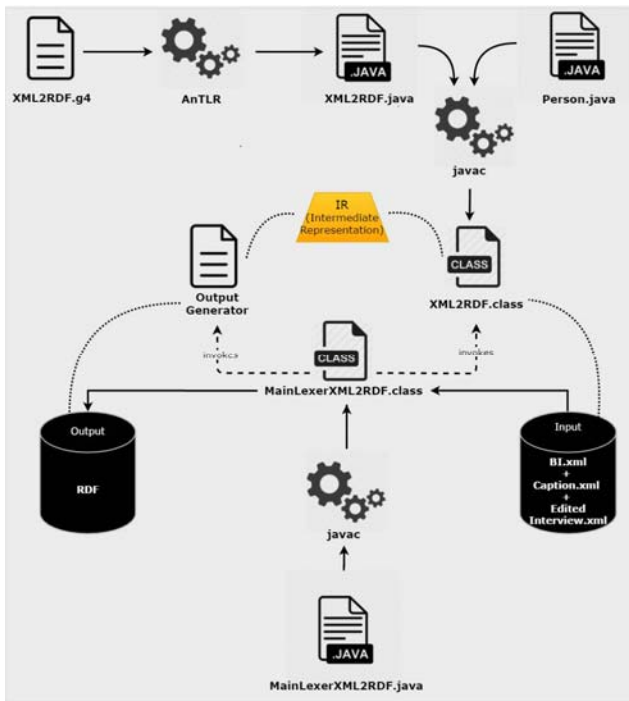 XML2RDF.g4
AnTLR
.JAVA
XML2RDF.java
.JAVA
Person.java
javac
IR
(Intermediate
Representation)
Output
Generator
CLASS
XML2RDF.class
invokes
CLASS
invokes
MainLexerXML2RDF.class
Output
RDF
Input
BI.xml
+
Caption.xml
+
Edited
Interview.xml
javac
.JAVA
MainLexerXML2RDF.java